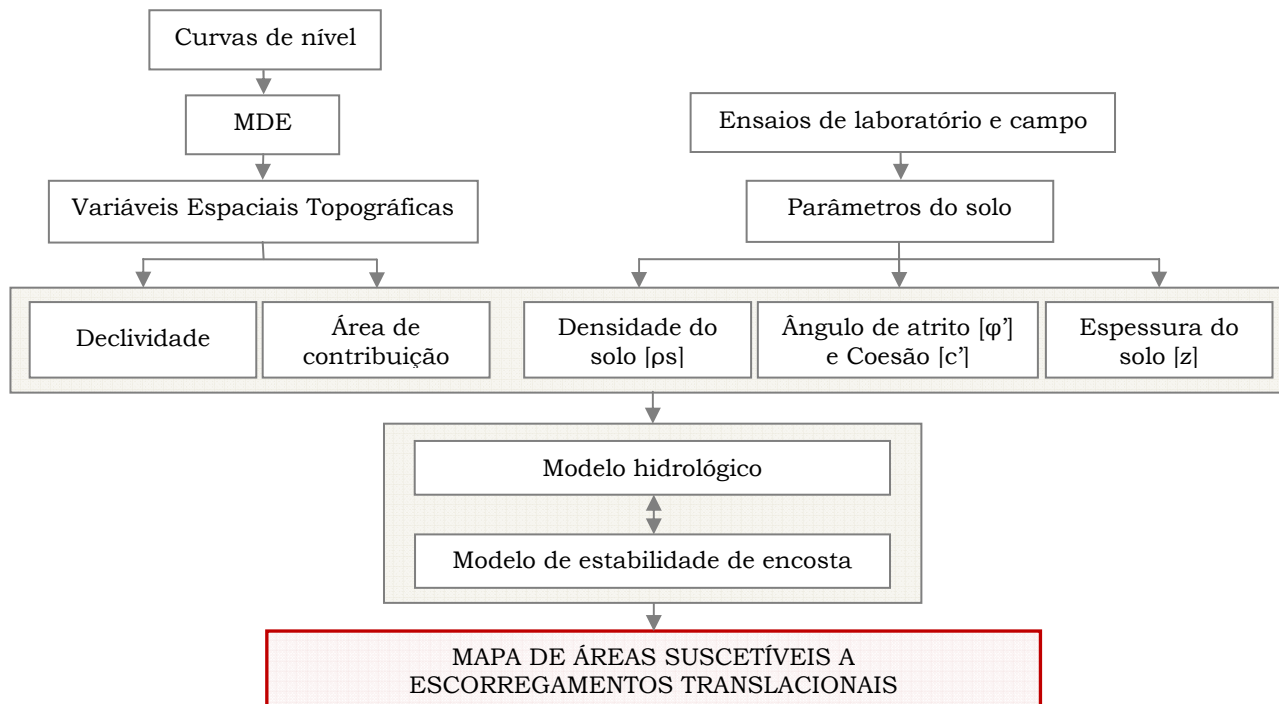 Curvas de nível
MDE
Ensaios de laboratório e campo
Variáveis Espaciais Topográficas
Parâmetros do solo
Declividade
Área de
contribuição
Densidade do
solo [ρs]
Ângulo de atrito [φ’]
e Coesão [c’]
Espessura do
solo [z]
Modelo hidrológico
Modelo de estabilidade de encosta
MAPA DE ÁREAS SUSCETÍVEIS A
ESCORREGAMENTOS TRANSLACIONAIS